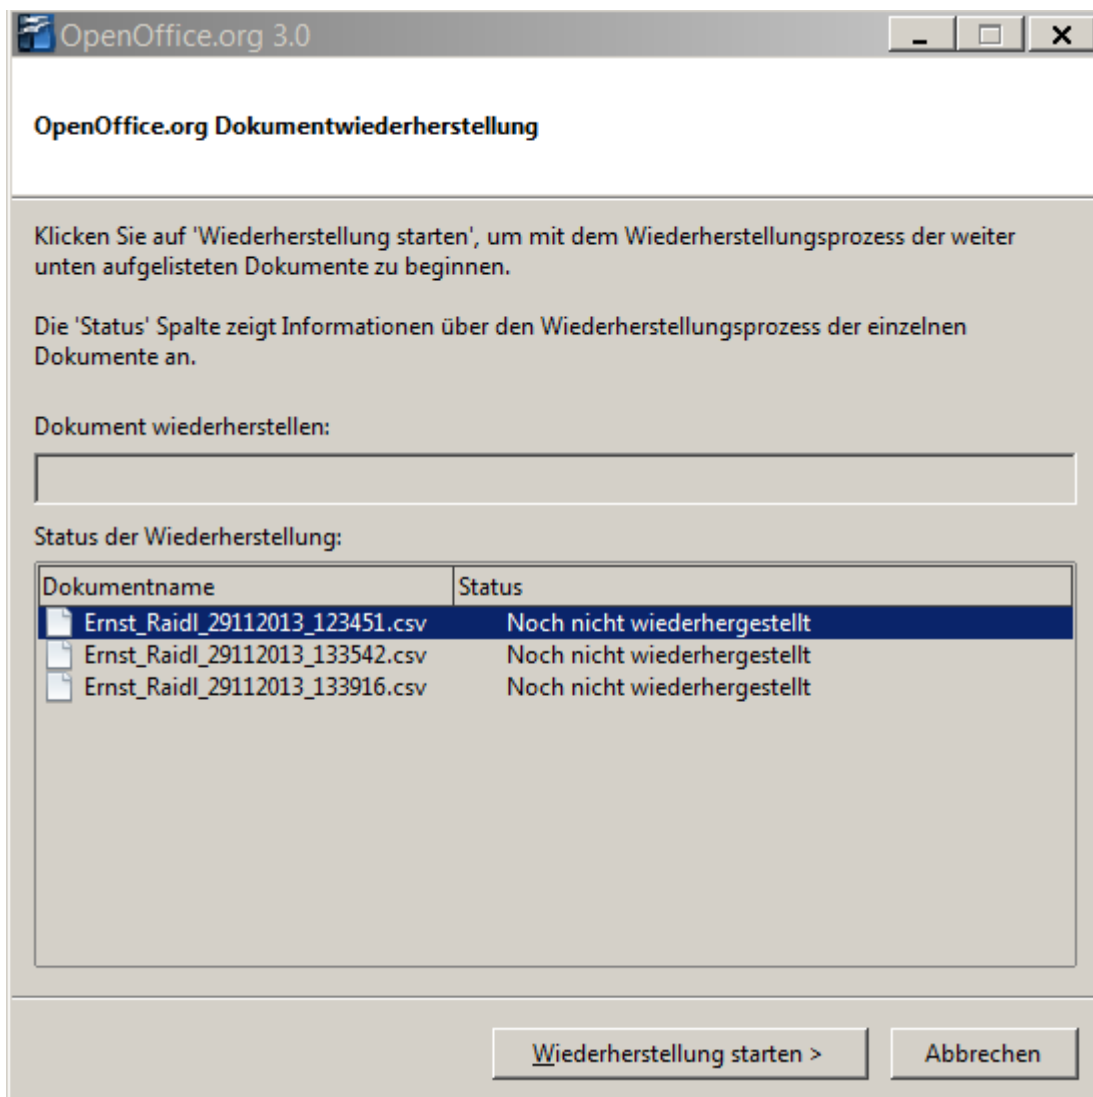 OpenOffice.org 3.0
OpenOffice.org Dokumentwiederherstellung
Klicken Sie auf 'Wiederherstellung starten', um mit dem Wiederherstellungsprozess der weiter
unten aufgelisteten Dokumente zu beginnen.
Die 'Status' Spalte zeigt Informationen über den Wiederherstellungsprozess der einzelnen
Dokumente an.
Dokument wiederherstellen:
Status der Wiederherstellung:
Dokumentname Status
Ernst_Raidl_29112013_123451.csv Noch nicht wiederhergestellt
Ernst_Raidl_29112013_133542.csv Noch nicht wiederhergestellt
Ernst_Raidl_29112013_133916.csv Noch nicht wiederhergestellt
Wiederherstellung starten > Abbrechen